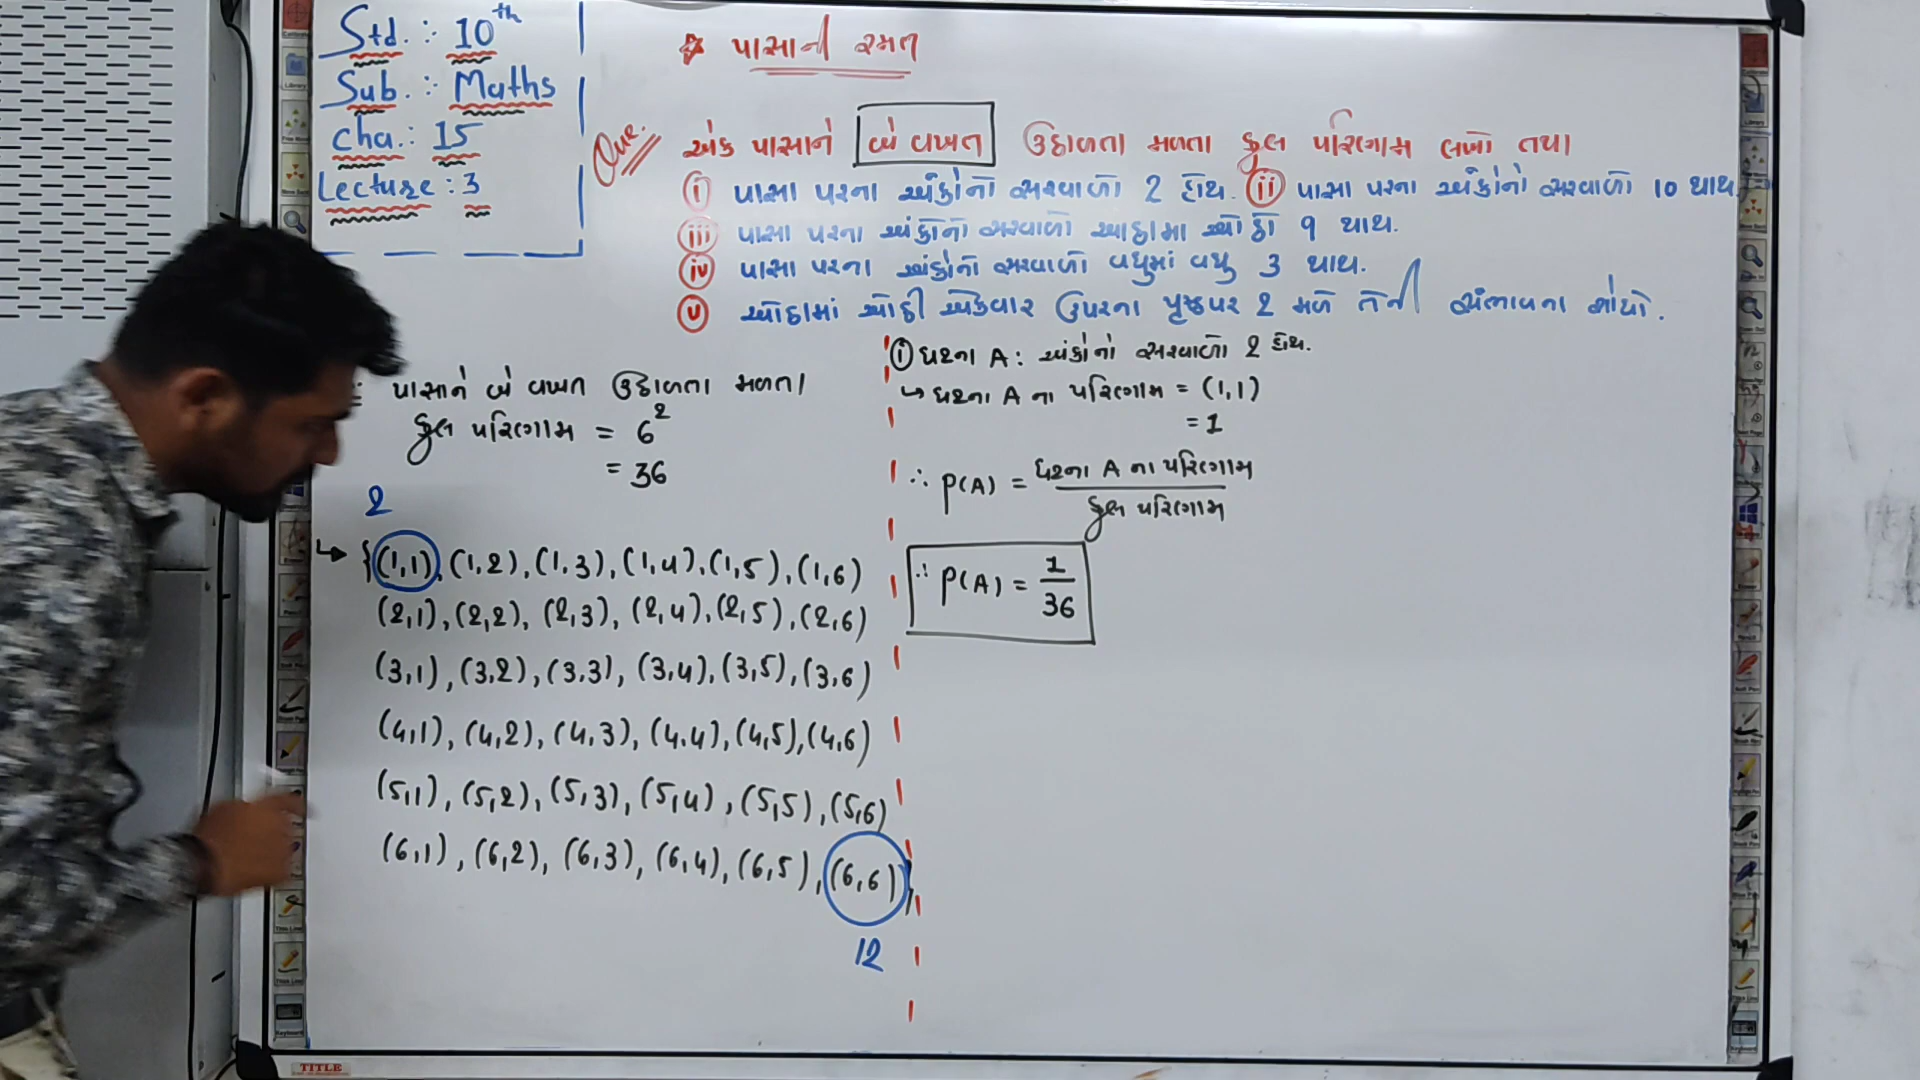 Std. : 10th
Sub. : Maths
cha. : 15
Lecture : 3
☆ પાસાની રમત
Que.
એક પાસાને બે વખત ઉછાળતા મળતા કુલ પરિણામ લખો તથા
(i) પાસા પરના અંકોનો સરવાળો 2 હોય. (ii) પાસા પરના અંકોનો સરવાળો 10 થાય.
(iii) પાસા પરના અંકોનો સરવાળો ઓછામા ઓછો 9 થાય.
(iv) પાસા પરના અંકોનો સરવાળો વધુમાં વધુ 3 થાય.
(v) ઓછામાં ઓછી એકવાર ઉપરના પૃષ્ઠપર 2 મળે તેની સંભાવના શોધો.
: પાસાને બે વખત ઉછાળતા મળતા
કુલ પરિણામ = 6²
= 36
2
↳ {(1,1), (1,2), (1,3), (1,4), (1,5), (1,6)
(2,1), (2,2), (2,3), (2,4), (2,5), (2,6)
(3,1), (3,2), (3,3), (3,4), (3,5), (3,6)
(4,1), (4,2), (4,3), (4,4), (4,5), (4,6)
(5,1), (5,2), (5,3), (5,4), (5,5), (5,6)
(6,1), (6,2), (6,3), (6,4), (6,5), (6,6)}
12
(i) ઘટના A : અંકોનો સરવાળો 2 હોય.
↳ ઘટના A ના પરિણામ = (1,1)
= 1
∴ P(A) = ઘટના A ના પરિણામ
કુલ પરિણામ
∴ P(A) = 1/36
TITLE